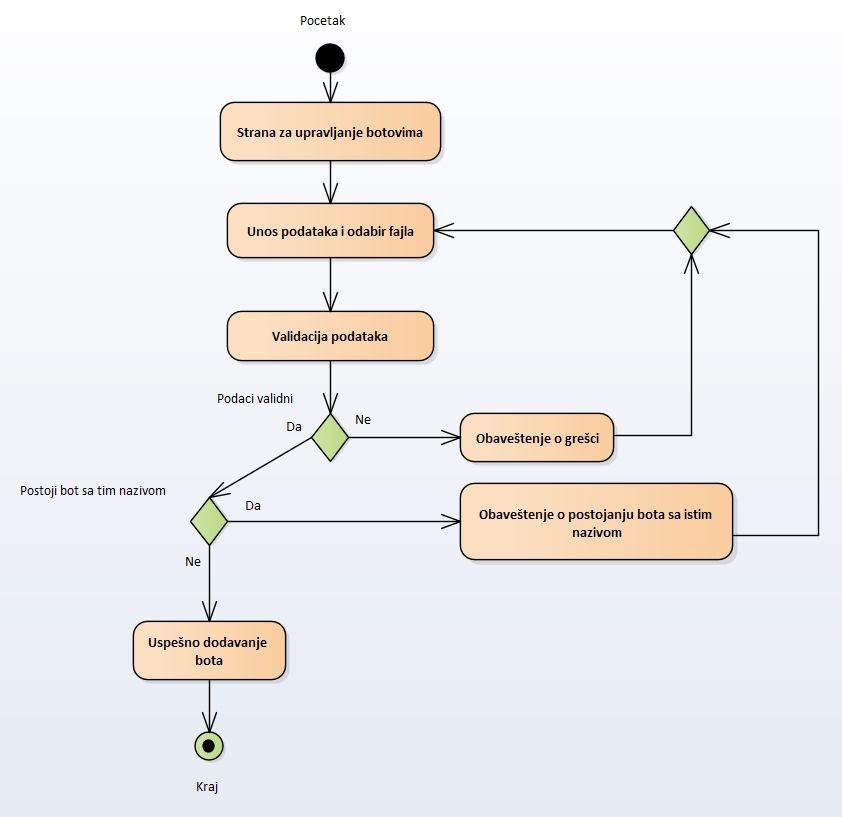 Pocetak
Strana za upravljanje botovima
Unos podataka i odabir fajla
Validacija podataka
Podaci validni
Da
Ne
Obaveštenje o grešci
Postoji bot sa tim nazivom
Da
Obaveštenje o postojanju bota sa istim
nazivom
Ne
Uspešno dodavanje
bota
Kraj